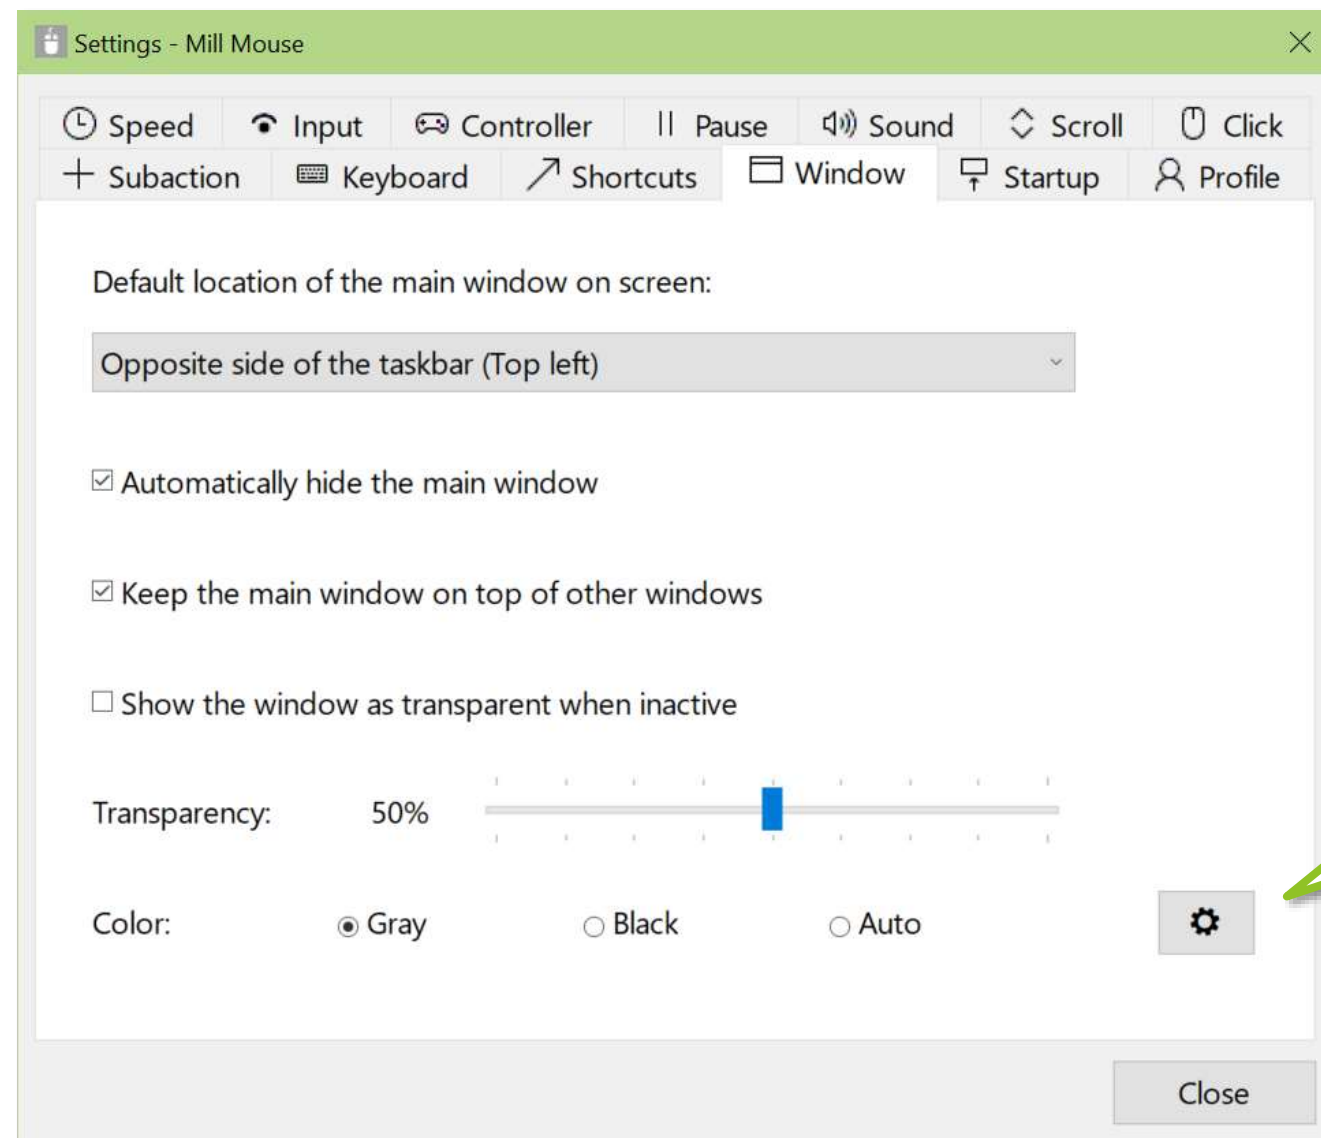 Settings - Mill Mouse
Speed Input Controller Pause Sound Scroll Click
Subaction Keyboard Shortcuts Window Startup Profile
Default location of the main window on screen:
Opposite side of the taskbar (Top left)
Automatically hide the main window
Keep the main window on top of other windows
Show the window as transparent when inactive
Transparency: 50%
Color: Gray Black Auto
Close